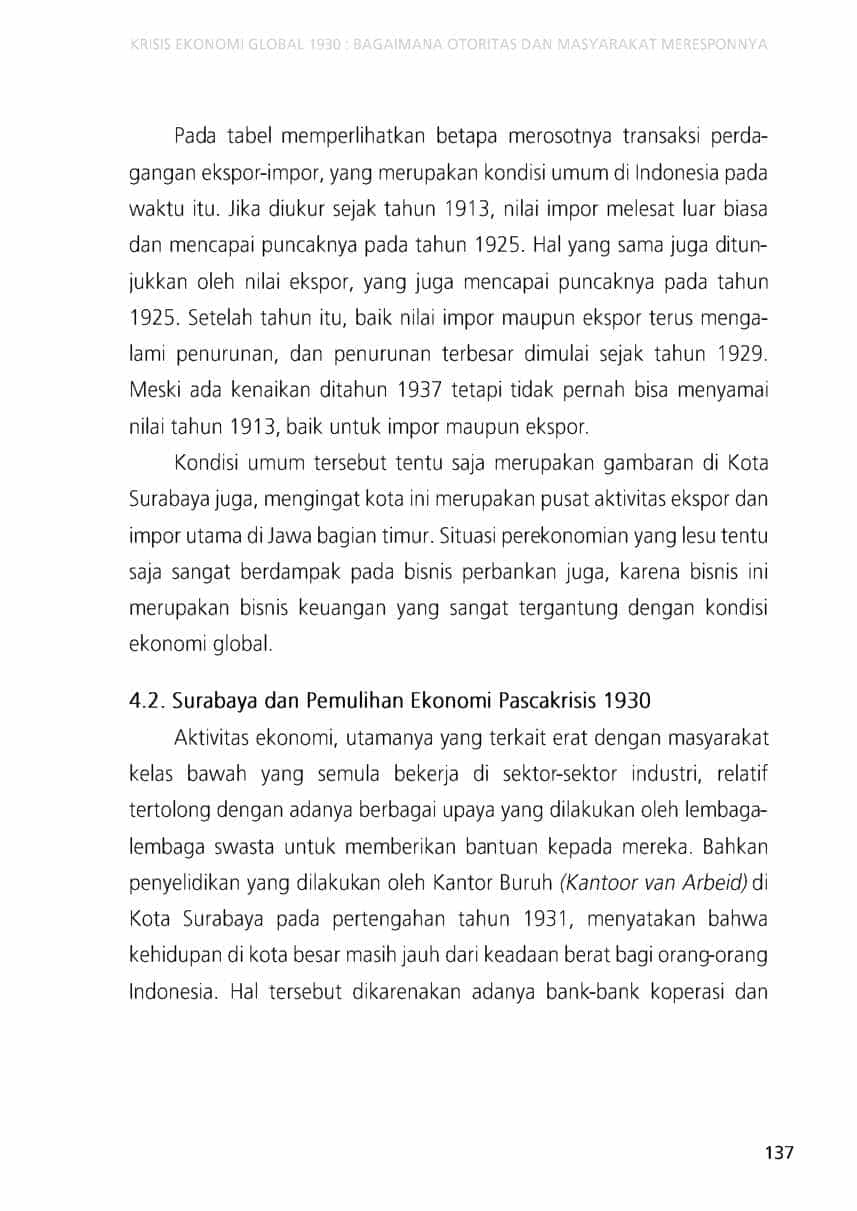 KRISIS EKONOMI GLOBAL 1930 : BAGAIMANA OTORITAS DAN MASYARAKAT MERESPONNYA
Pada tabel memperlihatkan betapa merosotnya transaksi perda-
gangan ekspor-impor, yang merupakan kondisi umum di Indonesia pada
waktu itu. Jika diukur sejak tahun 1913, nilai impor melesat luar biasa
dan mencapai puncaknya pada tahun 1925. Hal yang sama juga ditun-
jukkan oleh nilai ekspor, yang juga mencapai puncaknya pada tahun
1925. Setelah tahun itu, baik nilai impor maupun ekspor terus menga-
lami penurunan, dan penurunan terbesar dimulai sejak tahun 1929.
Meski ada kenaikan ditahun 1937 tetapi tidak pernah bisa menyamai
nilai tahun 1913, baik untuk impor maupun ekspor.
Kondisi umum tersebut tentu saja merupakan gambaran di Kota
Surabaya juga, mengingat kota ini merupakan pusat aktivitas ekspor dan
impor utama di Jawa bagian timur. Situasi perekonomian yang lesu tentu
saja sangat berdampak pada bisnis perbankan juga, karena bisnis ini
merupakan bisnis keuangan yang sangat tergantung dengan kondisi
ekonomi global.
4.2. Surabaya dan Pemulihan Ekonomi Pascakrisis 1930
Aktivitas ekonomi, utamanya yang terkait erat dengan masyarakat
kelas bawah yang semula bekerja di sektor-sektor industri, relatif
tertolong dengan adanya berbagai upaya yang dilakukan oleh lembaga-
lembaga swasta untuk memberikan bantuan kepada mereka. Bahkan
penyelidikan yang dilakukan oleh Kantor Buruh (Kantoor van Arbeid) di
Kota Surabaya pada pertengahan tahun 1931, menyatakan bahwa
kehidupan di kota besar masih jauh dari keadaan berat bagi orang-orang
Indonesia. Hal tersebut dikarenakan adanya bank-bank koperasi dan
137